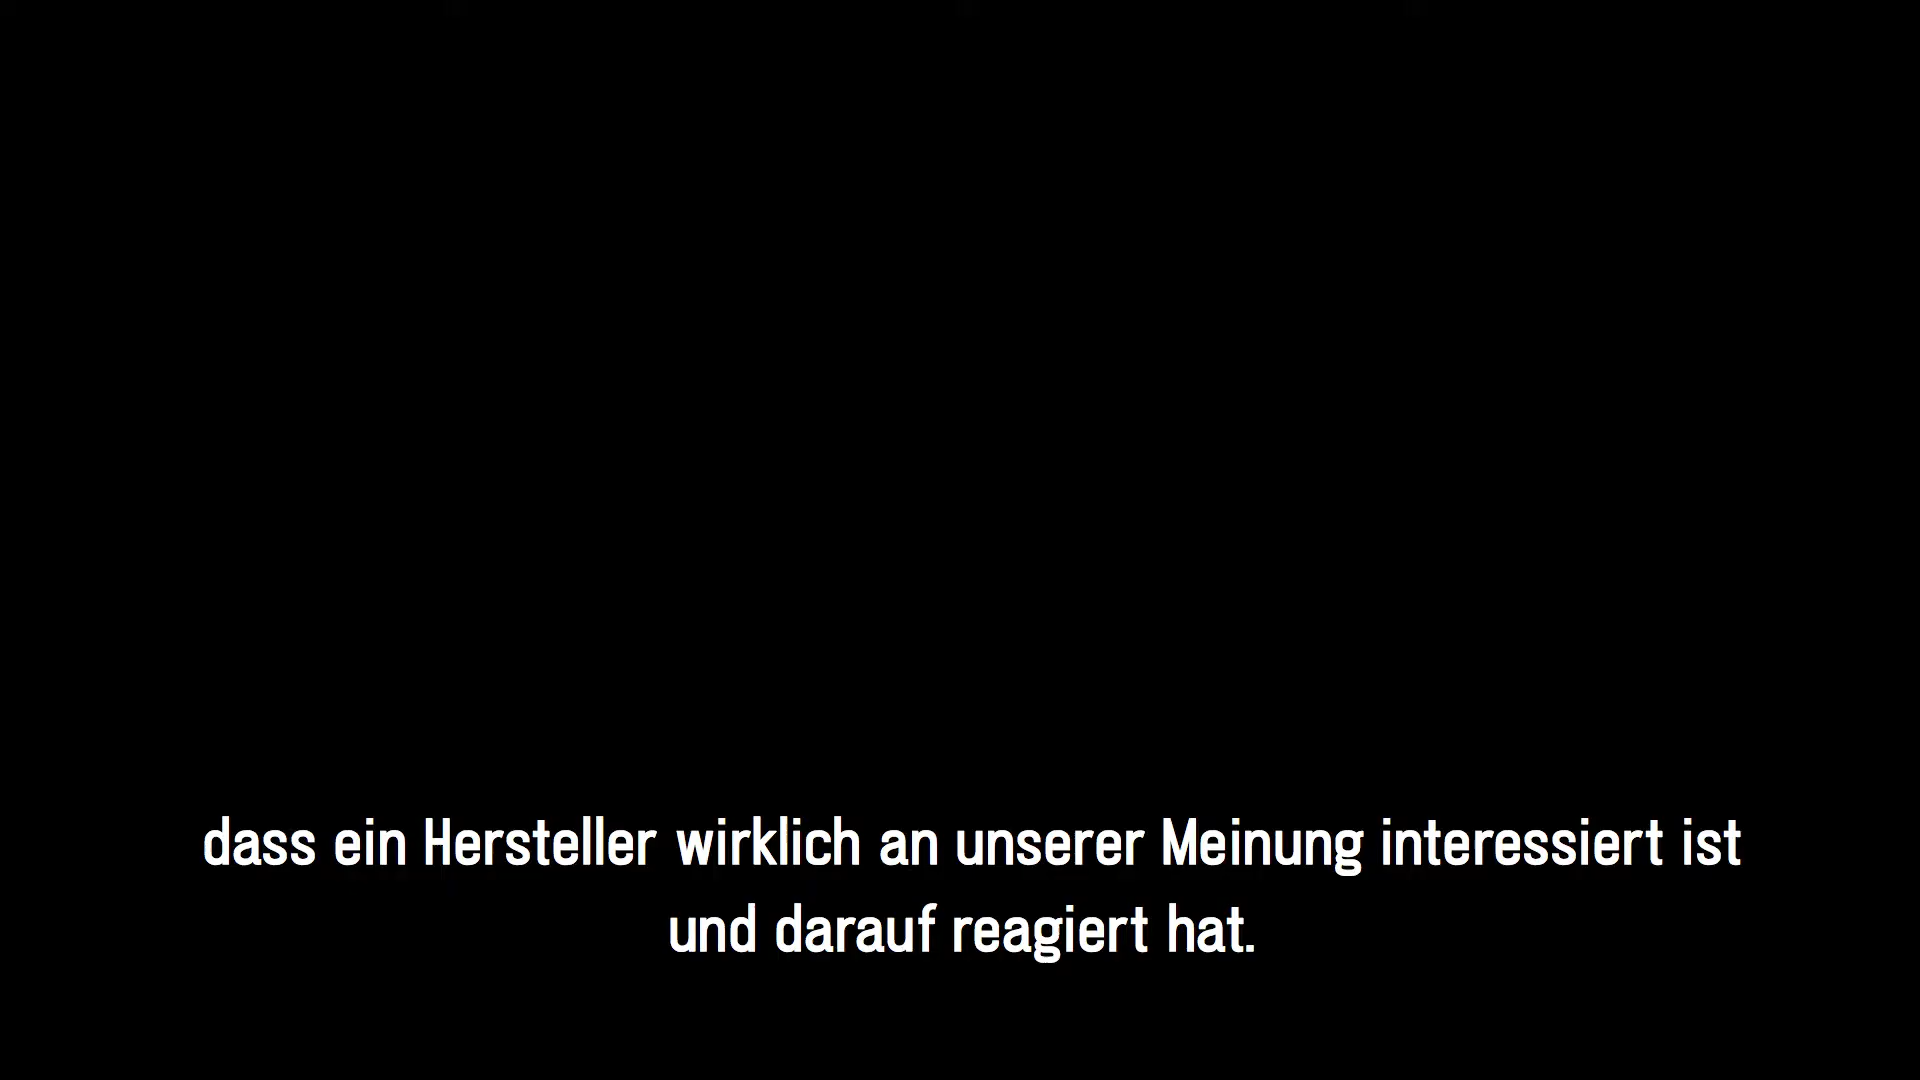 dass ein Hersteller wirklich an unserer Meinung interessiert ist
und darauf reagiert hat.